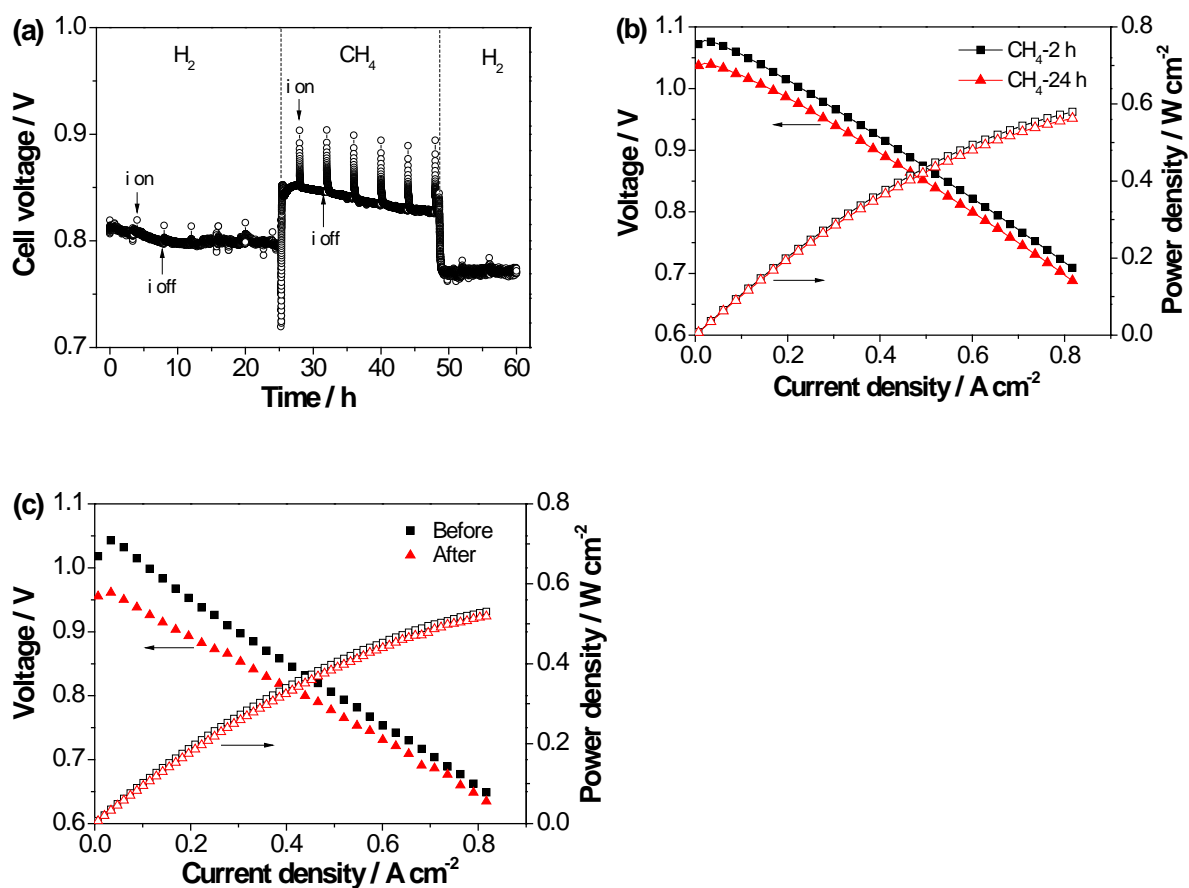 (a)
H2
CH4
H2
i on
i on
i off
i off
Cell voltage / V
1.0
0.9
0.8
0.7
0 10 20 30 40 50 60
Time / h
(b)
CH4-2 h
CH4-24 h
Voltage / V
1.1
1.0
0.9
0.8
0.7
0.6
0.8
0.6
0.4
0.2
0.0
Power density / W cm-2
0.0 0.2 0.4 0.6 0.8
Current density / A cm-2
(c)
Before
After
Voltage / V
1.1
1.0
0.9
0.8
0.7
0.6
0.8
0.6
0.4
0.2
0.0
Power density / W cm-2
0.0 0.2 0.4 0.6 0.8
Current density / A cm-2